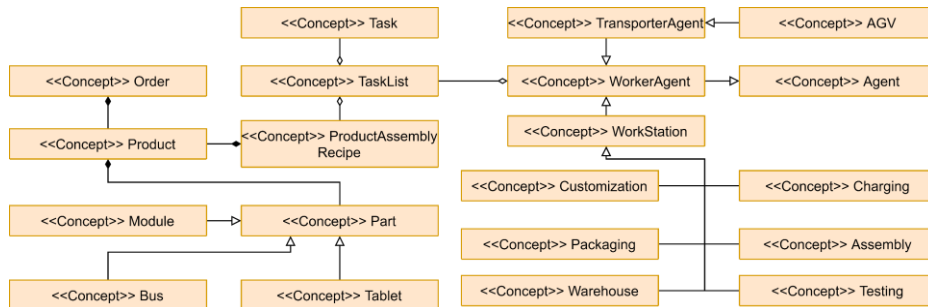 <<Concept>> Task
<<Concept>> TransporterAgent
<<Concept>> AGV
<<Concept>> Order
<<Concept>> TaskList
<<Concept>> WorkerAgent
<<Concept>> Agent
<<Concept>> Product
<<Concept>> ProductAssembly
Recipe
<<Concept>> WorkStation
<<Concept>> Customization
<<Concept>> Charging
<<Concept>> Module
<<Concept>> Part
<<Concept>> Packaging
<<Concept>> Assembly
<<Concept>> Bus
<<Concept>> Tablet
<<Concept>> Warehouse
<<Concept>> Testing